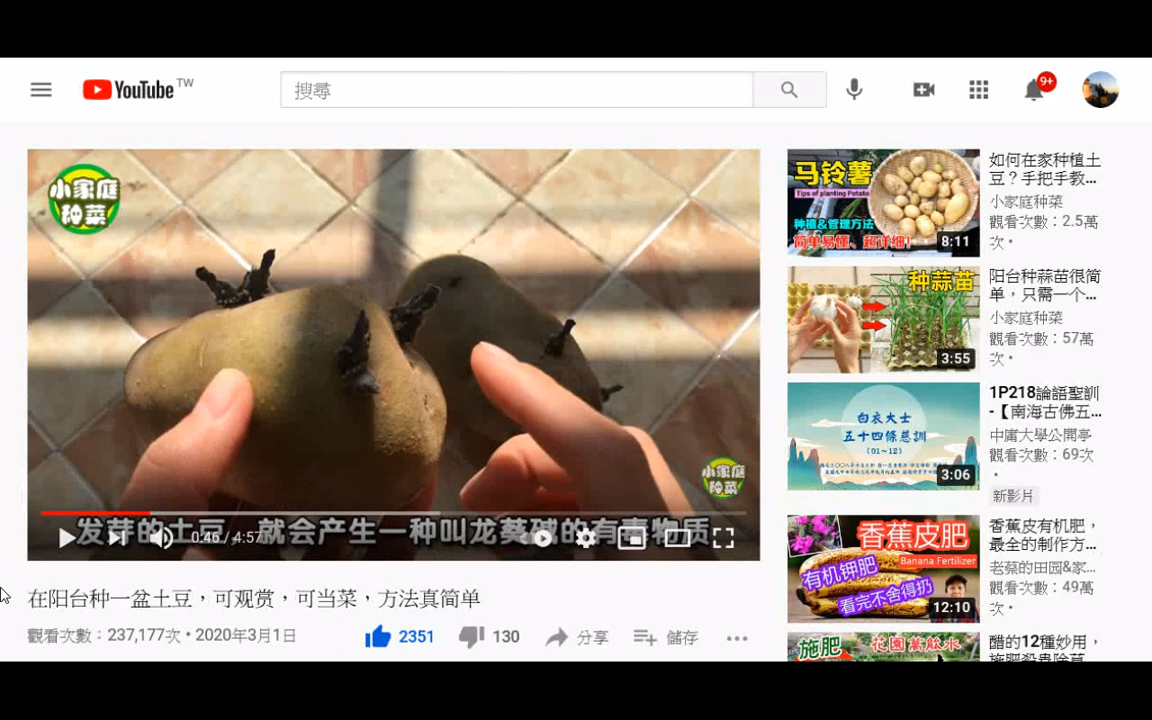 YouTube TW
搜尋
9+
小家庭
种菜
小家庭
种菜
发芽的土豆 就会产生一种叫龙葵碱的有毒物质
0:46 / 4:57
在阳台种一盆土豆，可观赏，可当菜，方法真简单
觀看次數：237,177次 • 2020年3月1日
2351
130
分享
儲存
马铃薯
Tips of planting Potato
种植&管理方法
简单易懂、超详细!
8:11
如何在家种植土
豆？手把手教...
小家庭种菜
觀看次數：2.5萬
次 •
种蒜苗
3:55
阳台种蒜苗很简
单，只需一个...
小家庭种菜
觀看次數：57萬
次 •
白衣大士
五十四條慈訓
(01~12)
3:06
1P218論語聖訓
-【南海古佛五...
中庸大學公開亭
觀看次數：69次
•
新影片
香蕉皮肥
Banana Fertilizer
有机钾肥
看完不舍得扔
12:10
香蕉皮有机肥，
最全的制作方...
老蔡的田园&家...
觀看次數：49萬
次 •
施肥
花園萬能水
醋的12種妙用，